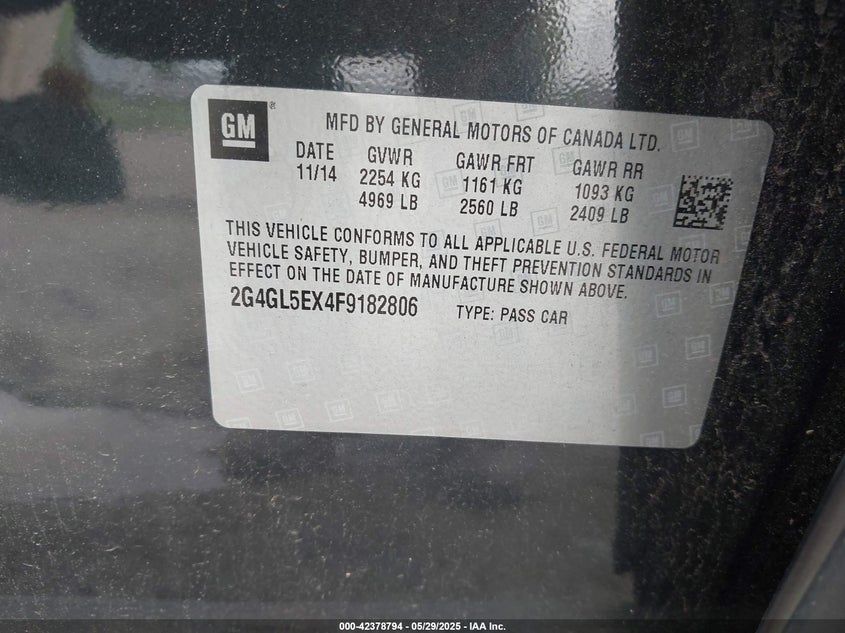 GM
®
MFD BY GENERAL MOTORS OF CANADA LTD.
DATE GVWR GAWR FRT GAWR RR
11/14 2254 KG 1161 KG 1093 KG
4969 LB 2560 LB 2409 LB
THIS VEHICLE CONFORMS TO ALL APPLICABLE U.S. FEDERAL MOTOR
VEHICLE SAFETY, BUMPER, AND THEFT PREVENTION STANDARDS IN
EFFECT ON THE DATE OF MANUFACTURE SHOWN ABOVE.
2G4GL5EX4F9182806 TYPE: PASS CAR
000-42378794 - 05/29/2025 - IAA Inc.